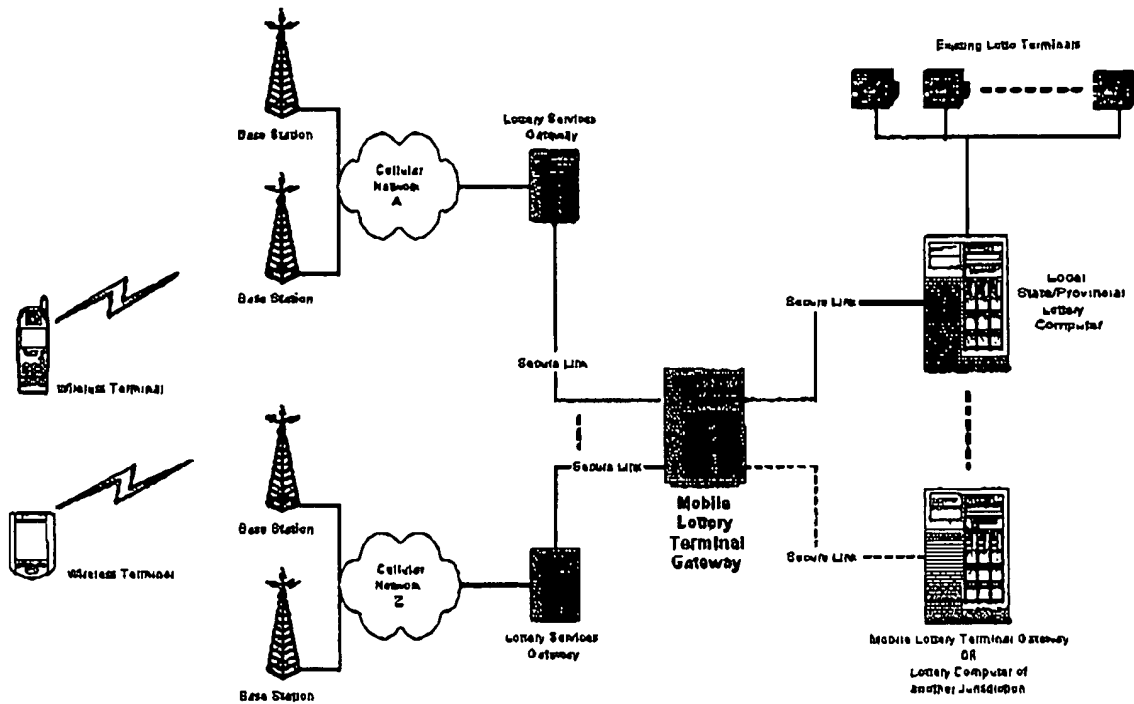 Existing Lotto Terminals
Base Station
Lottery Services
Gateway
Cellular
Network
A
Base Station
Local
State/Provincial
Lottery
Computer
Secure Link
Secure Link
Wireless Terminal
Secure Link
Mobile
Lottery
Terminal
Gateway
Base Station
Wireless Terminal
Secure Link
Cellular
Network
Z
Lottery Services
Gateway
Mobile Lottery Terminal Gateway
OR
Lottery Computer of
another Jurisdiction
Base Station